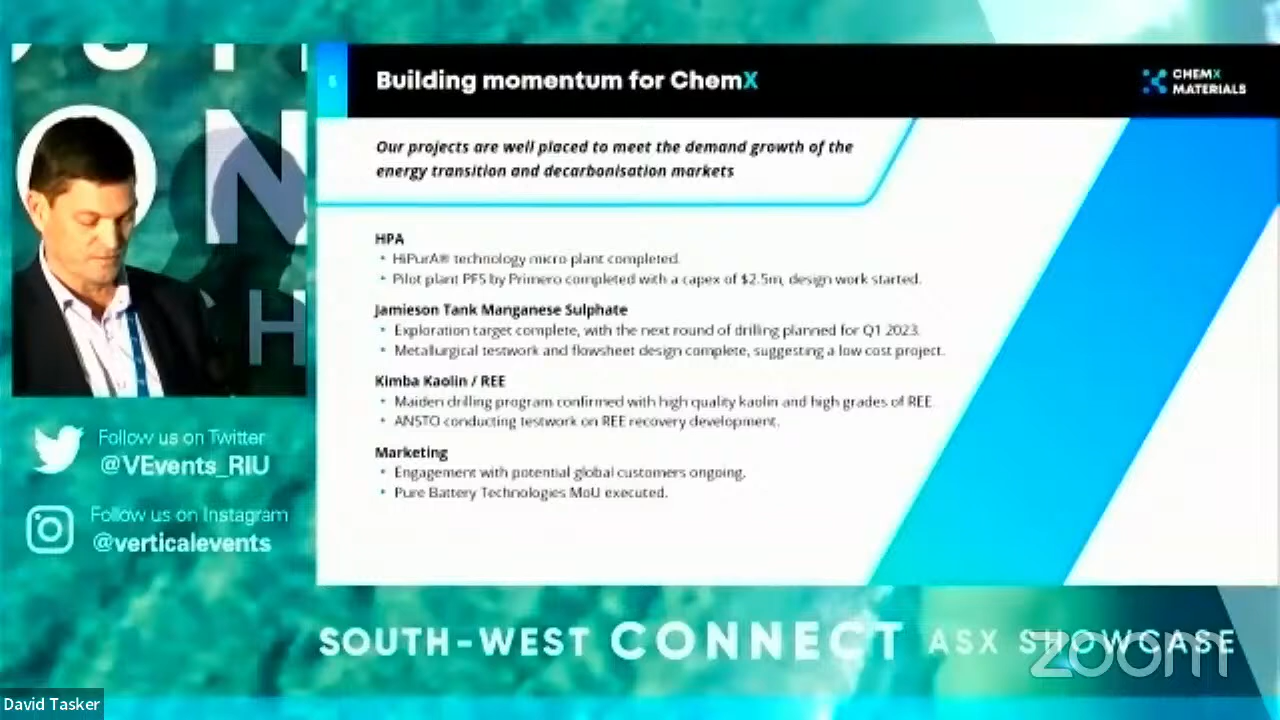 5
Building momentum for ChemX
CHEMX
MATERIALS
Our projects are well placed to meet the demand growth of the
energy transition and decarbonisation markets
HPA
• HiPurA® technology micro plant completed.
• Pilot plant PFS by Primero completed with a capex of $2.5m, design work started.
Jamieson Tank Manganese Sulphate
• Exploration target complete, with the next round of drilling planned for Q1 2023.
• Metallurgical testwork and flowsheet design complete, suggesting a low cost project.
Kimba Kaolin / REE
• Maiden drilling program confirmed with high quality kaolin and high grades of REE.
• ANSTO conducting testwork on REE recovery development.
Marketing
• Engagement with potential global customers ongoing.
• Pure Battery Technologies MoU executed.
Follow us on Twitter
@VEvents_RIU
Follow us on Instagram
@verticalevents
SOUTH-WEST CONNECT ASX SHOWCASE
zoom
David Tasker